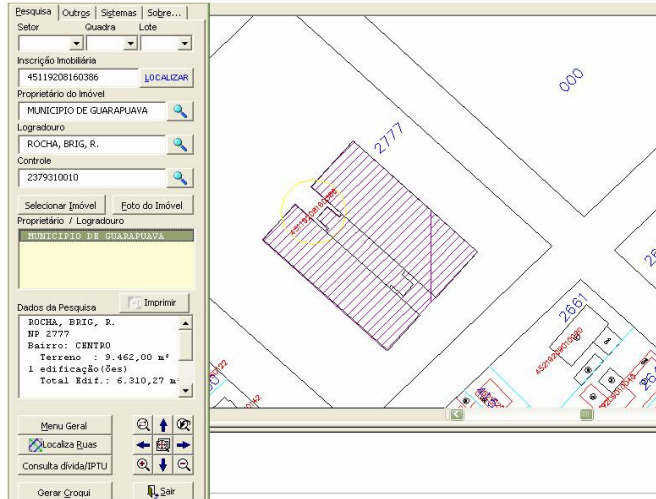 Pesquisa Outros Sistemas Sobre...
Setor Quadra Lote
Inscrição Imobiliária
45119208160386 LOCALIZAR
Proprietário do Imóvel
MUNICIPIO DE GUARAPUAVA
Logradouro
ROCHA, BRIG, R.
Controle
2379310010
Selecionar Imóvel Foto do Imóvel
Proprietário / Logradouro
MUNICIPIO DE GUARAPUAVA
Dados da Pesquisa Imprimir
ROCHA, BRIG, R.
NP 2777
Bairro: CENTRO
Terreno : 9.462,00 m²
1 edificação(ões)
Total Edif.: 6.310,27 m
Menu Geral
Localiza Ruas
Consulta dívida/IPTU
Gerar Croqui Sair
000
2777
45119208160386
2661